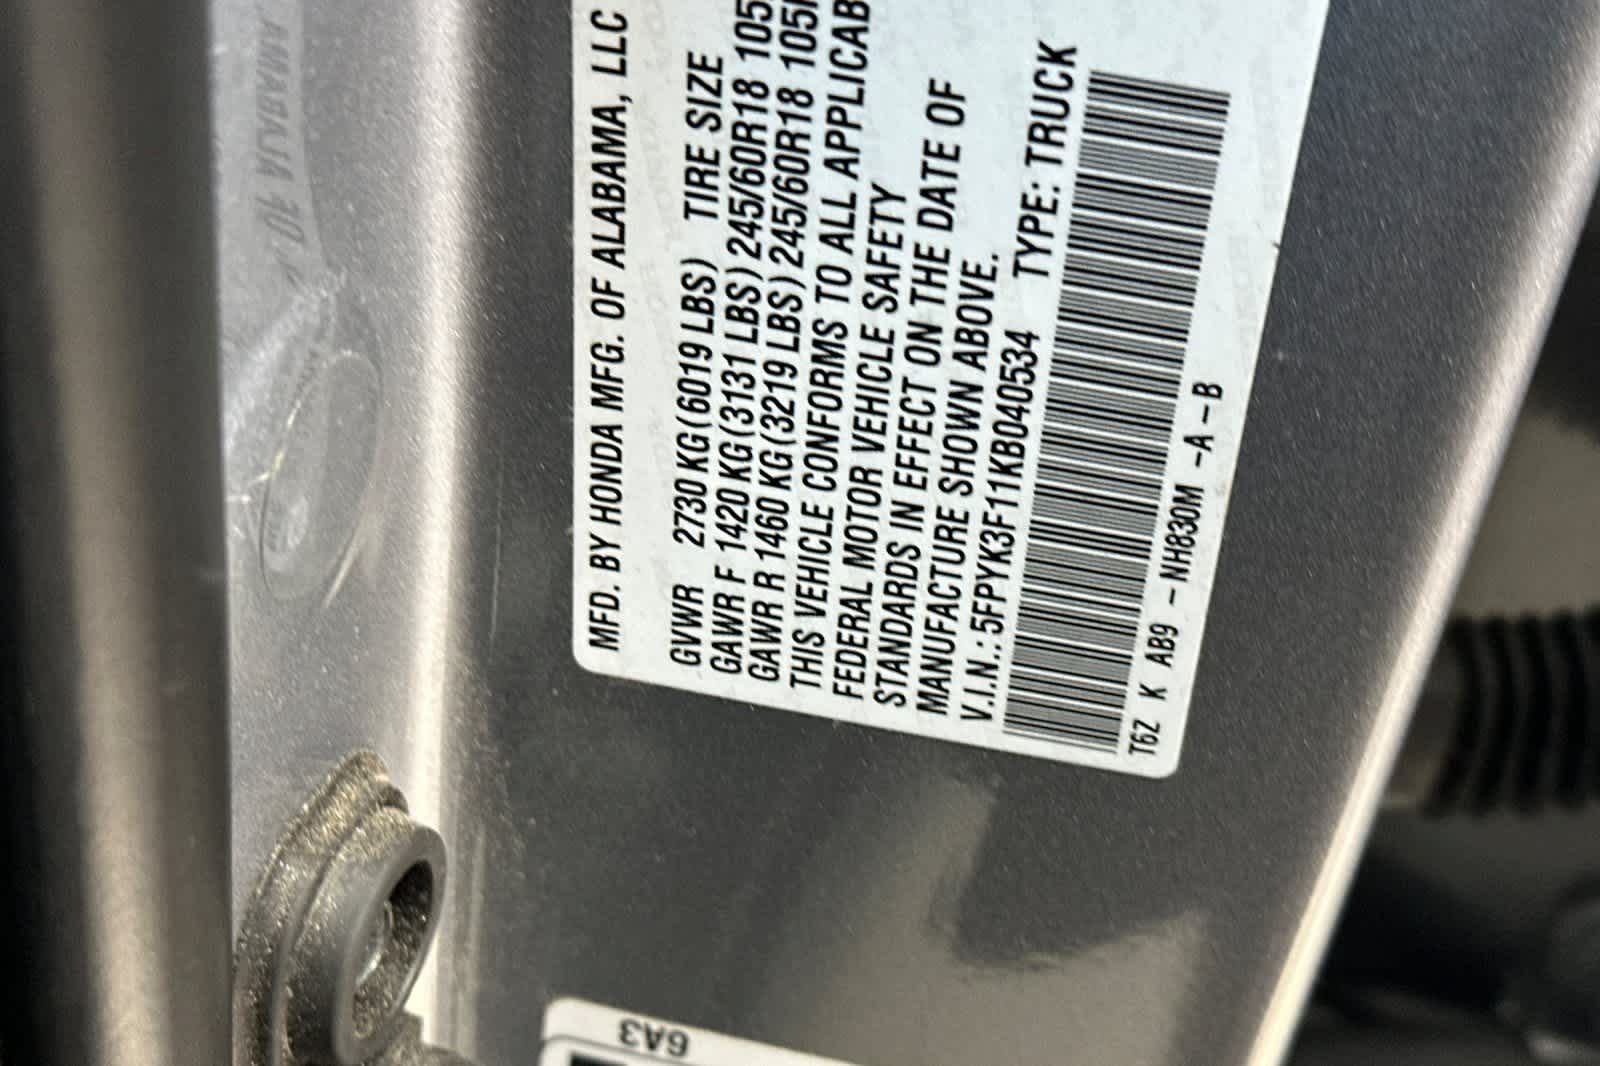 MFD. BY HONDA MFG. OF ALABAMA, LLC
GVWR 2730 KG(6019 LBS) TIRE SIZE
GAWR F 1420 KG(3131 LBS) 245/60R18 105
GAWR R 1460 KG(3219 LBS) 245/60R18 105
THIS VEHICLE CONFORMS TO ALL APPLICAB
FEDERAL MOTOR VEHICLE SAFETY
STANDARDS IN EFFECT ON THE DATE OF
MANUFACTURE SHOWN ABOVE.
V.I.N.: 5FPYK3F11KB040534 TYPE: TRUCK
T6Z K AB9 -NH830M -A-B
6A3